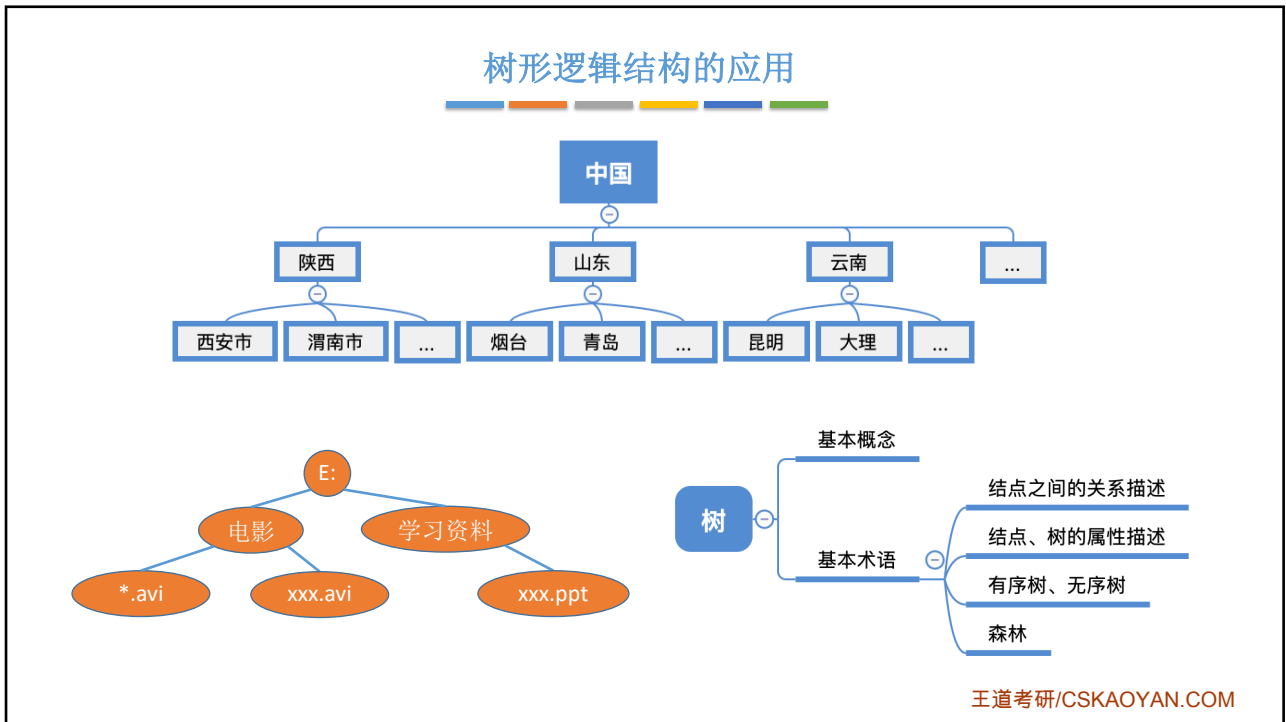 树形逻辑结构的应用
中国
陕西
山东
云南
...
西安市
渭南市
...
烟台
青岛
...
昆明
大理
...
E:
电影
学习资料
*.avi
xxx.avi
xxx.ppt
树
基本概念
基本术语
结点之间的关系描述
结点、树的属性描述
有序树、无序树
森林
王道考研/CSKAOYAN.COM